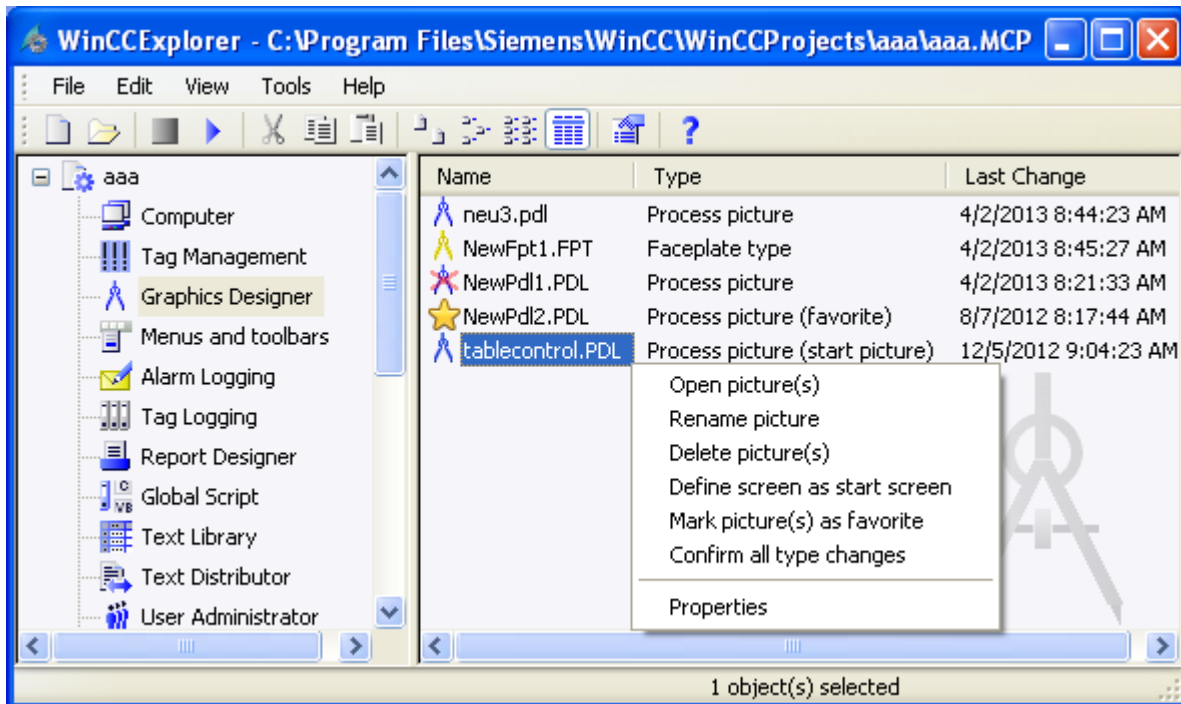 WinCCExplorer - C:\Program Files\Siemens\WinCC\WinCCProjects\aaa\aaa.MCP
File Edit View Tools Help
aaa
Computer
Tag Management
Graphics Designer
Menus and toolbars
Alarm Logging
Tag Logging
Report Designer
C
VB
Global Script
Text Library
Text Distributor
User Administrator
Name Type Last Change
neu3.pdl Process picture 4/2/2013 8:44:23 AM
NewFpt1.FPT Faceplate type 4/2/2013 8:45:27 AM
NewPdl1.PDL Process picture 4/2/2013 8:21:33 AM
NewPdl2.PDL Process picture (favorite) 8/7/2012 8:17:44 AM
tablecontrol.PDL Process picture (start picture) 12/5/2012 9:04:23 AM
Open picture(s)
Rename picture
Delete picture(s)
Define screen as start screen
Mark picture(s) as favorite
Confirm all type changes
Properties
1 object(s) selected